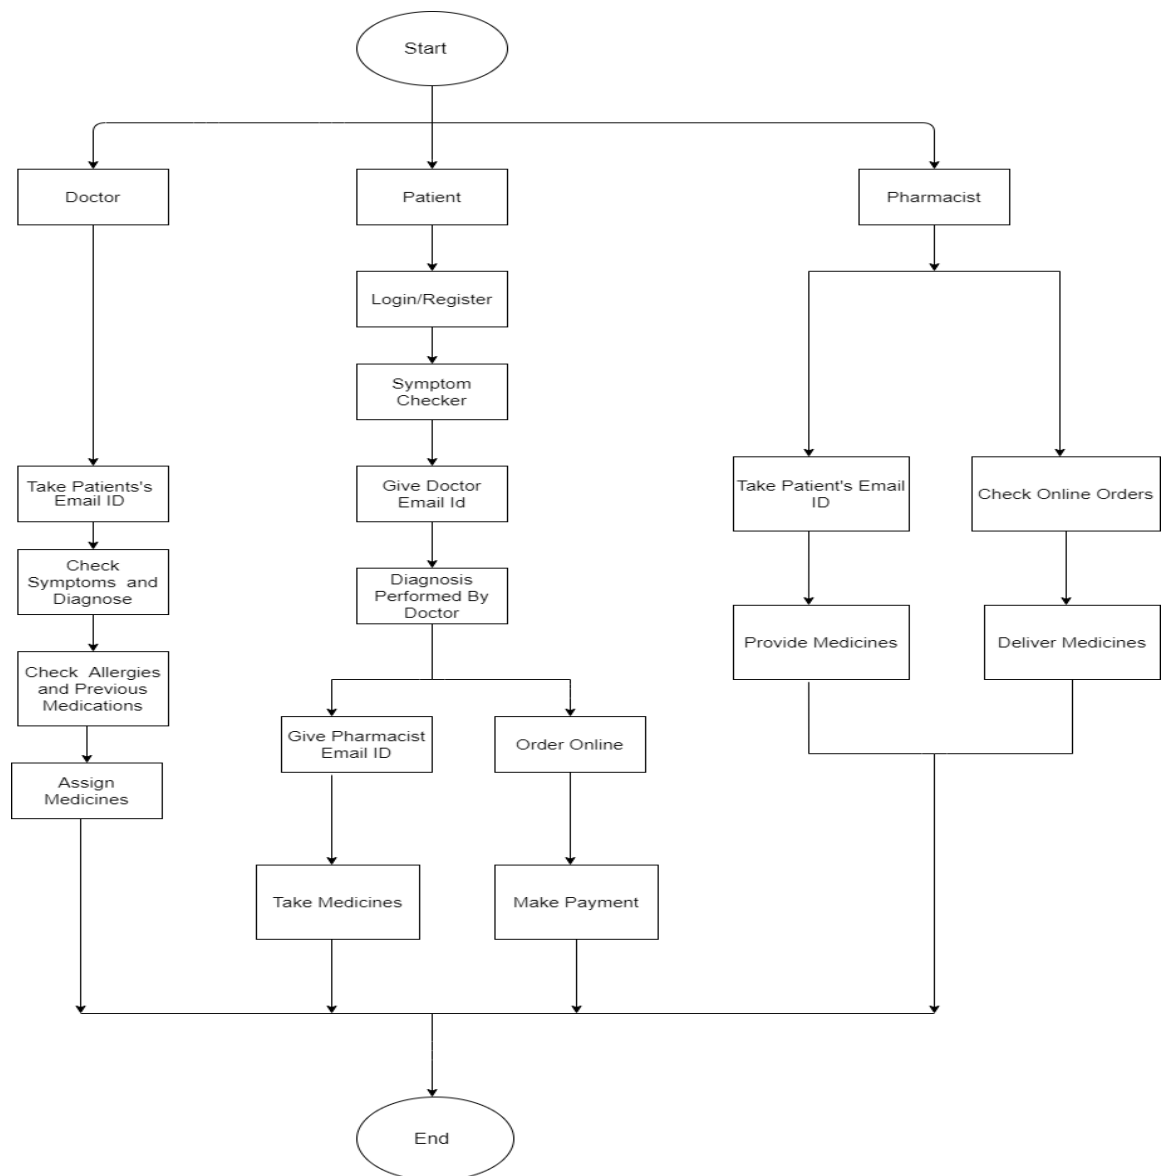 Start
Doctor
Patient
Pharmacist
Login/Register
Symptom
Checker
Take Patients's
Email ID
Give Doctor
Email Id
Take Patient's Email
ID
Check Online Orders
Check
Symptoms and
Diagnose
Diagnosis
Performed By
Doctor
Provide Medicines
Deliver Medicines
Check Allergies
and Previous
Medications
Give Pharmacist
Email ID
Order Online
Assign
Medicines
Take Medicines
Make Payment
End